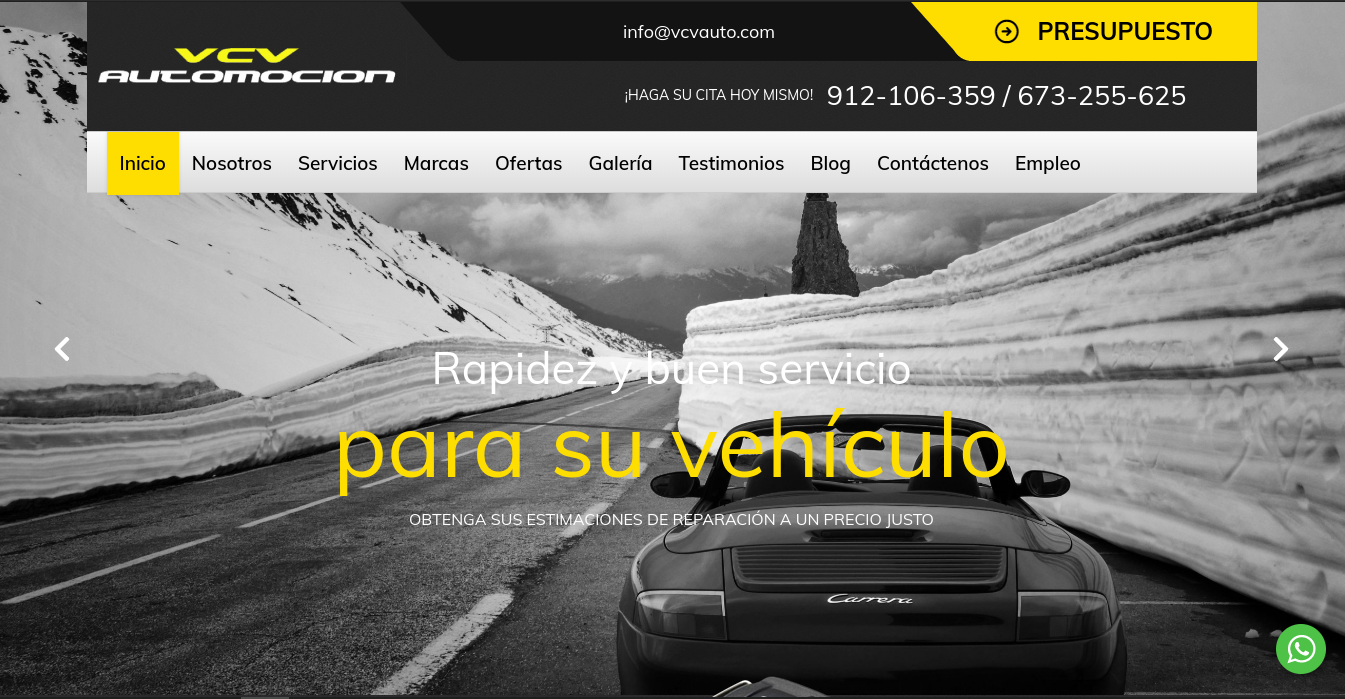 info@vcvauto.com
PRESUPUESTO
VCV
AUTOMOCION
¡HAGA SU CITA HOY MISMO! 912-106-359 / 673-255-625
Inicio Nosotros Servicios Marcas Ofertas Galería Testimonios Blog Contáctenos Empleo
Rapidez y buen servicio
para su vehículo
OBTENGA SUS ESTIMACIONES DE REPARACIÓN A UN PRECIO JUSTO
Carrera